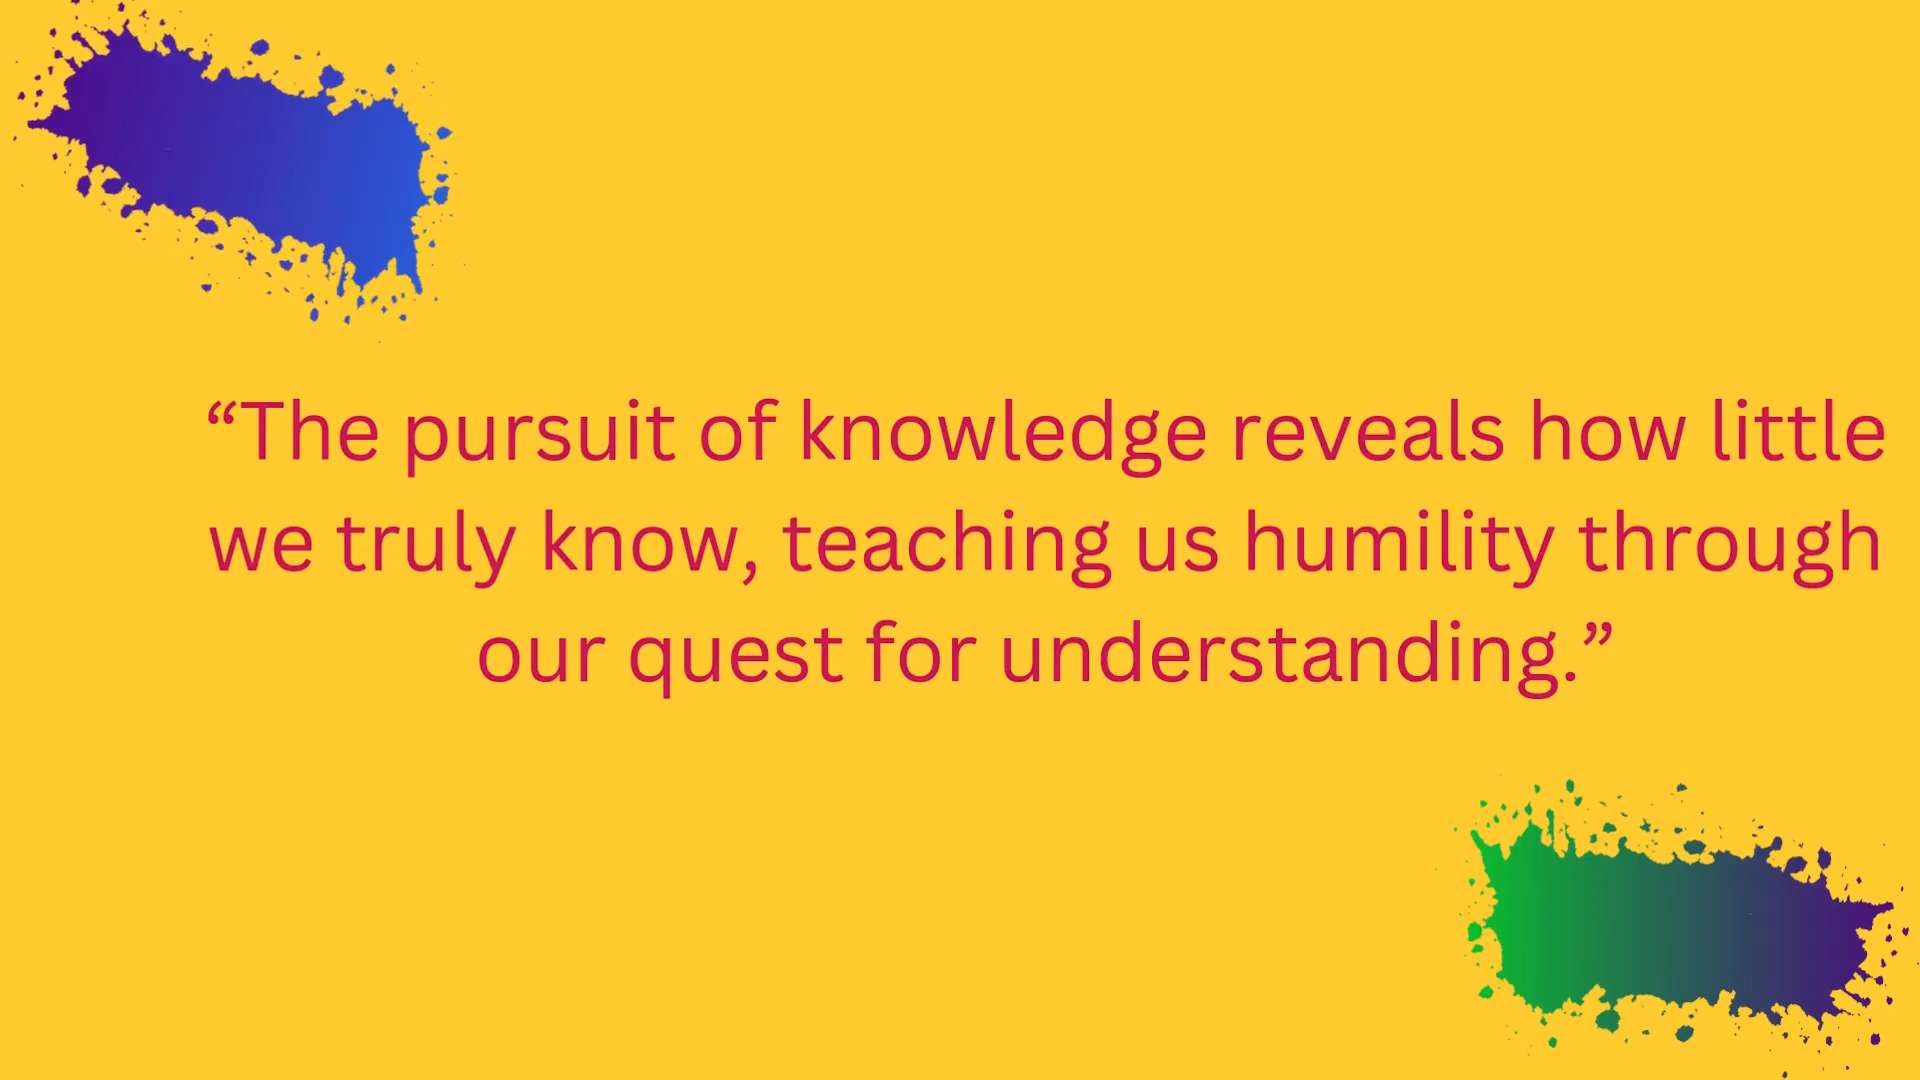 “The pursuit of knowledge reveals how little
we truly know, teaching us humility through
our quest for understanding.”